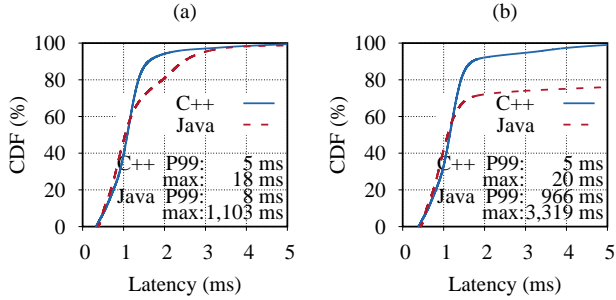 (a)
100
80
60
40
20
0
CDF (%)
C++
Java
C++ P99: 5 ms
max: 18 ms
Java P99: 8 ms
max: 1,103 ms
0 1 2 3 4 5
Latency (ms)
(b)
100
80
60
40
20
0
CDF (%)
C++
Java
C++ P99: 5 ms
max: 20 ms
Java P99: 966 ms
max: 3,319 ms
0 1 2 3 4 5
Latency (ms)